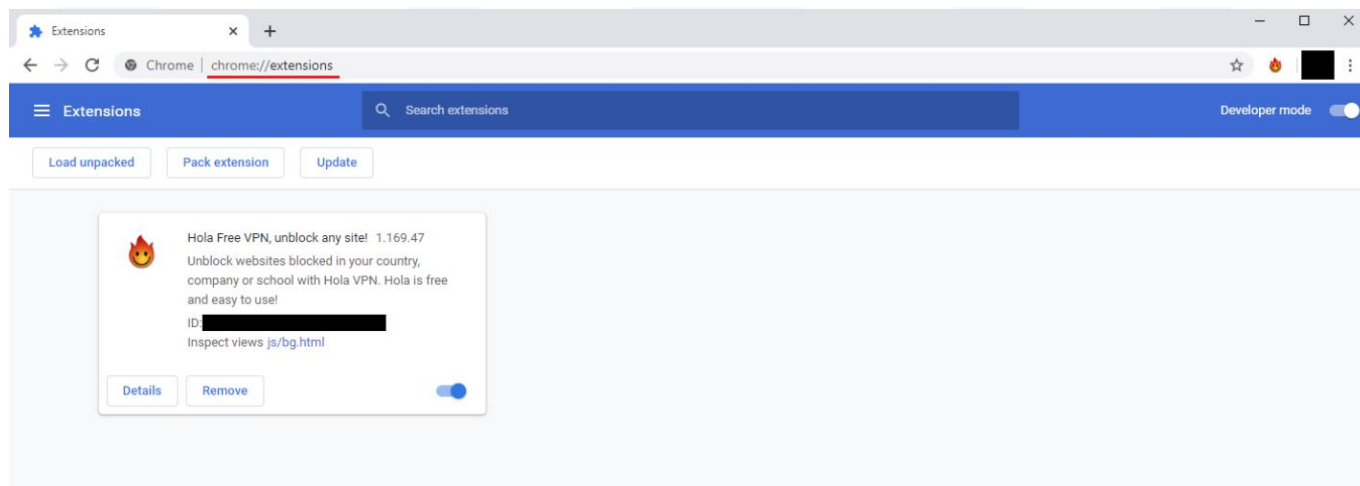 Extensions
Chrome | chrome://extensions
Extensions
Search extensions
Developer mode
Load unpacked
Pack extension
Update
Hola Free VPN, unblock any site! 1.169.47
Unblock websites blocked in your country,
company or school with Hola VPN. Hola is free
and easy to use!
ID:
Inspect views js/bg.html
Details
Remove